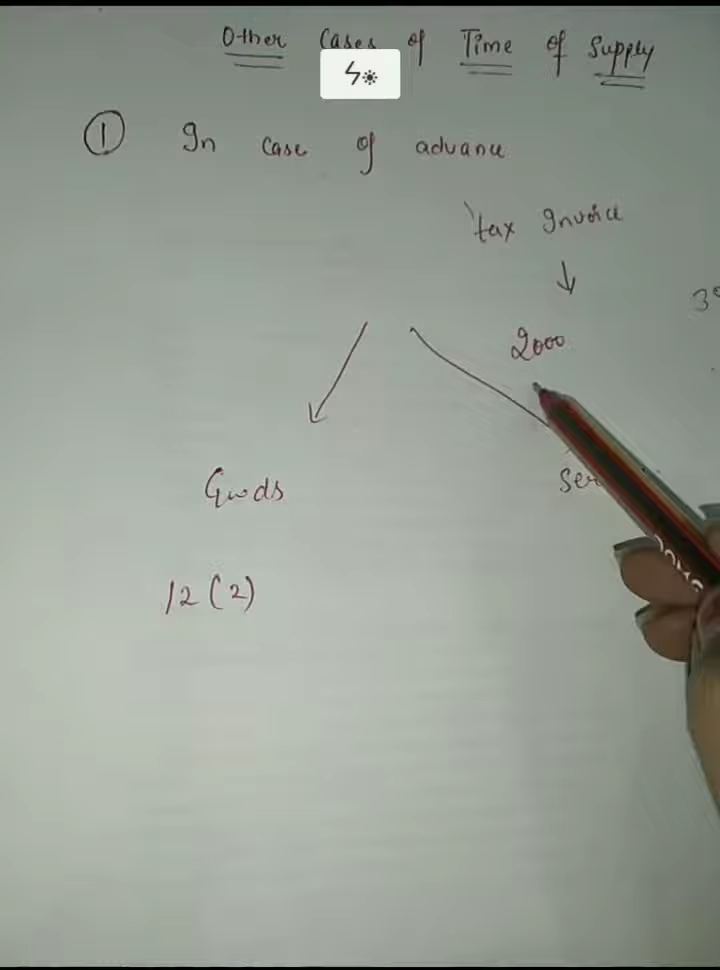 Other Cases of Time of Supply
① In case of advance
tax Invoice
2000
Goods
12 (2)